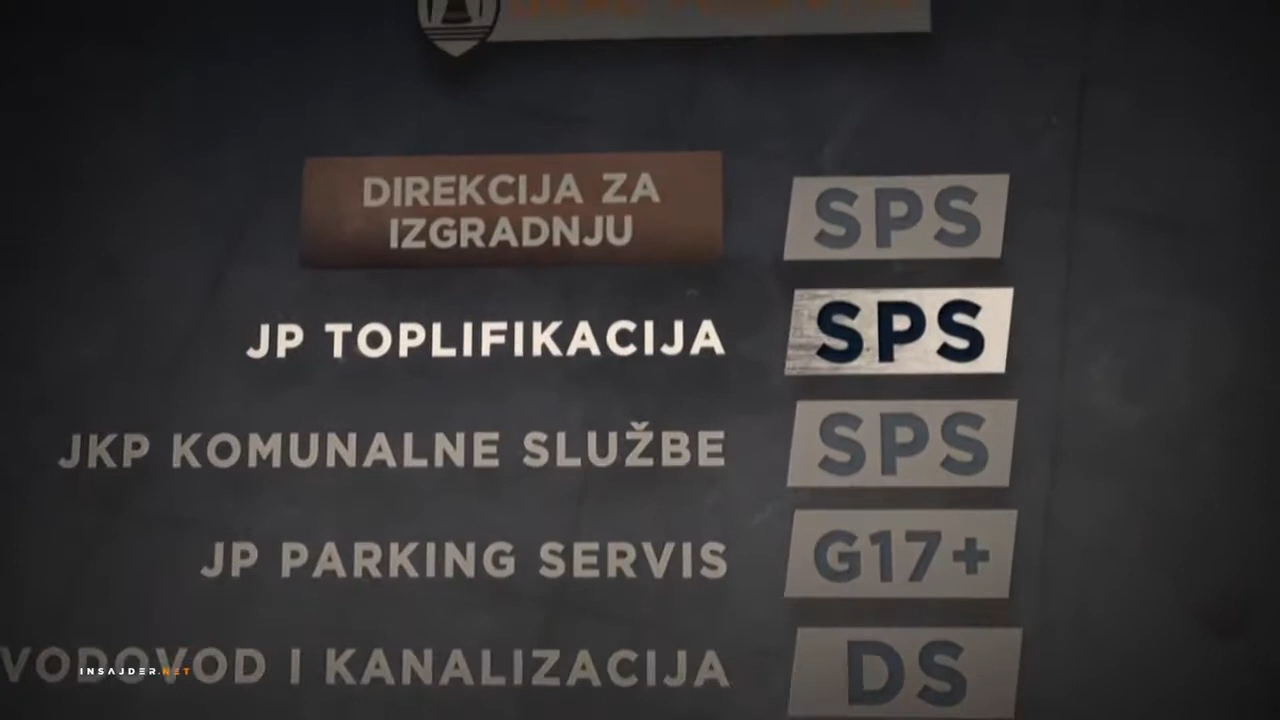 DIREKCIJA ZA
IZGRADNJU
SPS
JP TOPLIFIKACIJA
SPS
JKP KOMUNALNE SLUŽBE
SPS
JP PARKING SERVIS
G17+
VODOVOD I KANALIZACIJA
DS
INSAJDER.NET